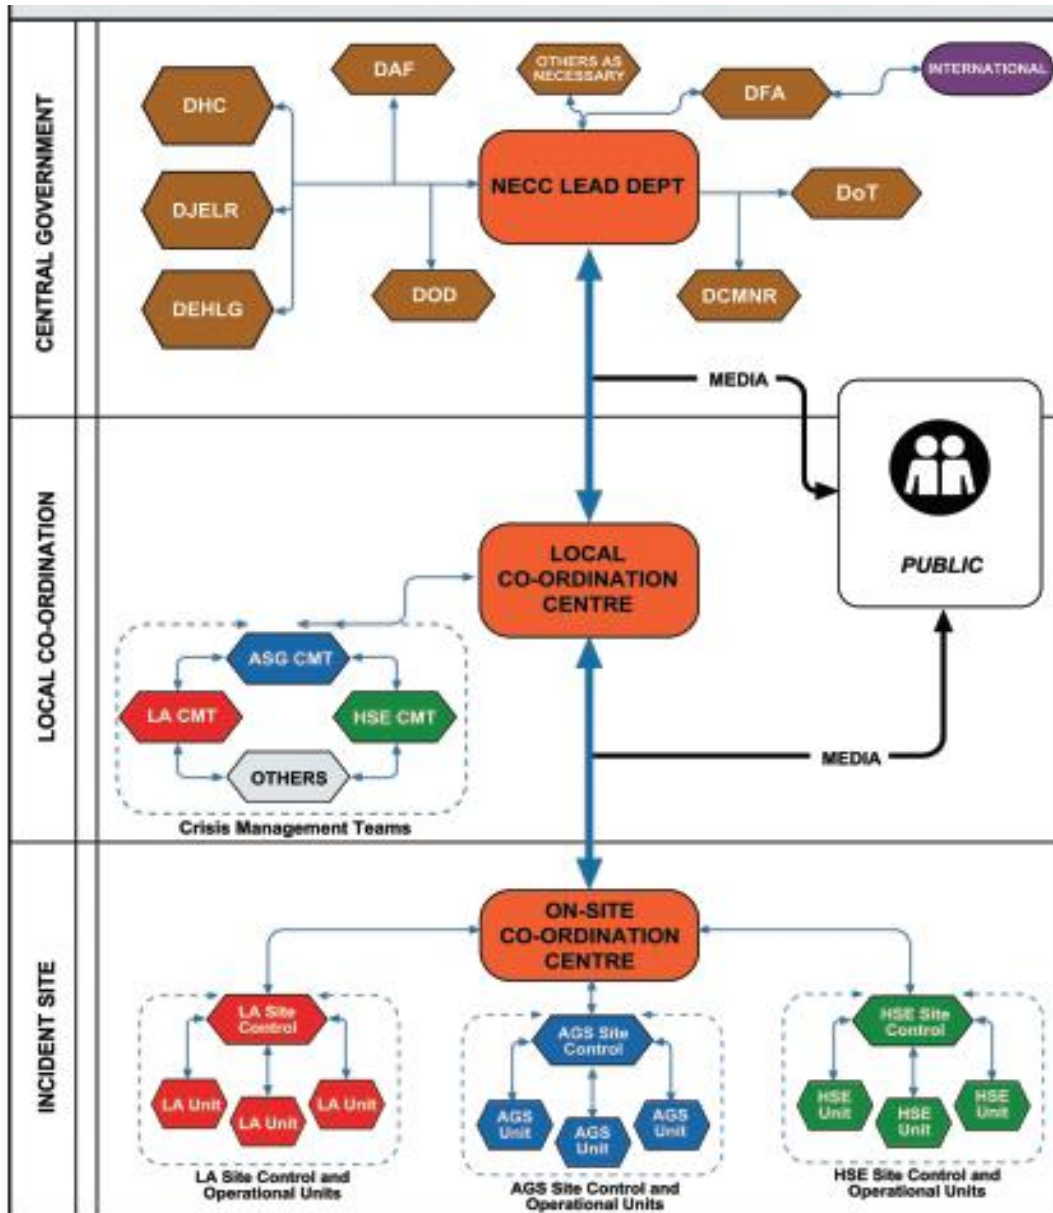 CENTRAL GOVERNMENT
DHC
DAF
OTHERS AS
NECESSARY
DFA
INTERNATIONAL
DJELR
NECC LEAD DEPT
DoT
DEHLG
DOD
DCMNR
MEDIA
PUBLIC
LOCAL CO-ORDINATION
LOCAL
CO-ORDINATION
CENTRE
ASG CMT
LA CMT
HSE CMT
OTHERS
Crisis Management Teams
MEDIA
INCIDENT SITE
ON-SITE
CO-ORDINATION
CENTRE
LA Site
Control
LA Unit
LA Unit
LA Unit
LA Site Control and
Operational Units
AGS Site
Control
AGS
Unit
AGS
Unit
AGS
Unit
AGS Site Control and
Operational Units
HSE Site
Control
HSE
Unit
HSE
Unit
HSE
Unit
HSE Site Control and
Operational Units